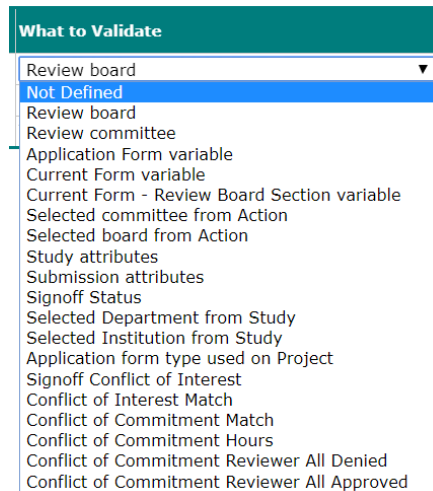 What to Validate
Review board ▼
Not Defined
Review board
Review committee
Application Form variable
Current Form variable
Current Form - Review Board Section variable
Selected committee from Action
Selected board from Action
Study attributes
Submission attributes
Signoff Status
Selected Department from Study
Selected Institution from Study
Application form type used on Project
Signoff Conflict of Interest
Conflict of Interest Match
Conflict of Commitment Match
Conflict of Commitment Hours
Conflict of Commitment Reviewer All Denied
Conflict of Commitment Reviewer All Approved